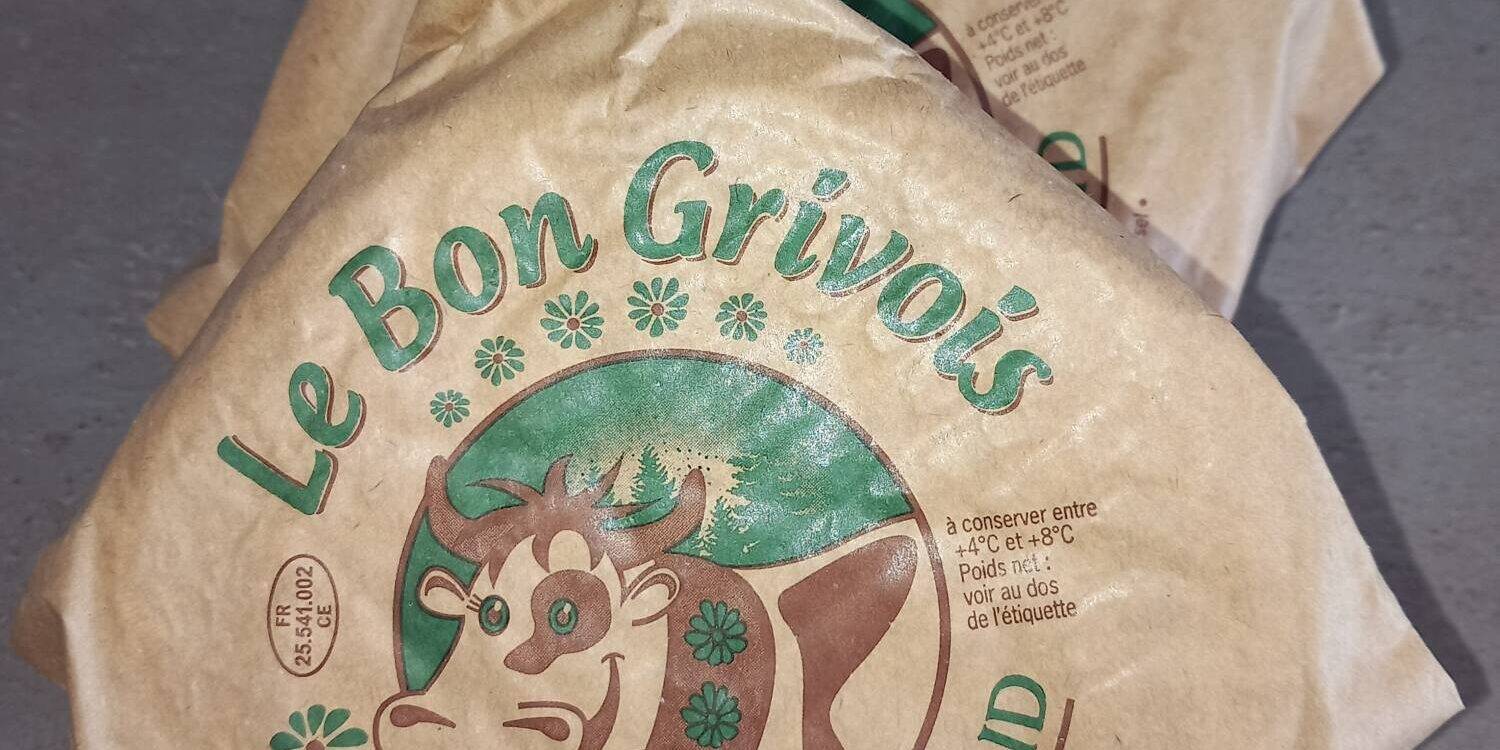 à conserver entre
+4°C et +8°C
Poids net :
voir au dos
de l'étiquette
Le Bon Grivois
FR
25.541.002
CE
à conserver entre
+4°C et +8°C
Poids net :
voir au dos
de l'étiquette